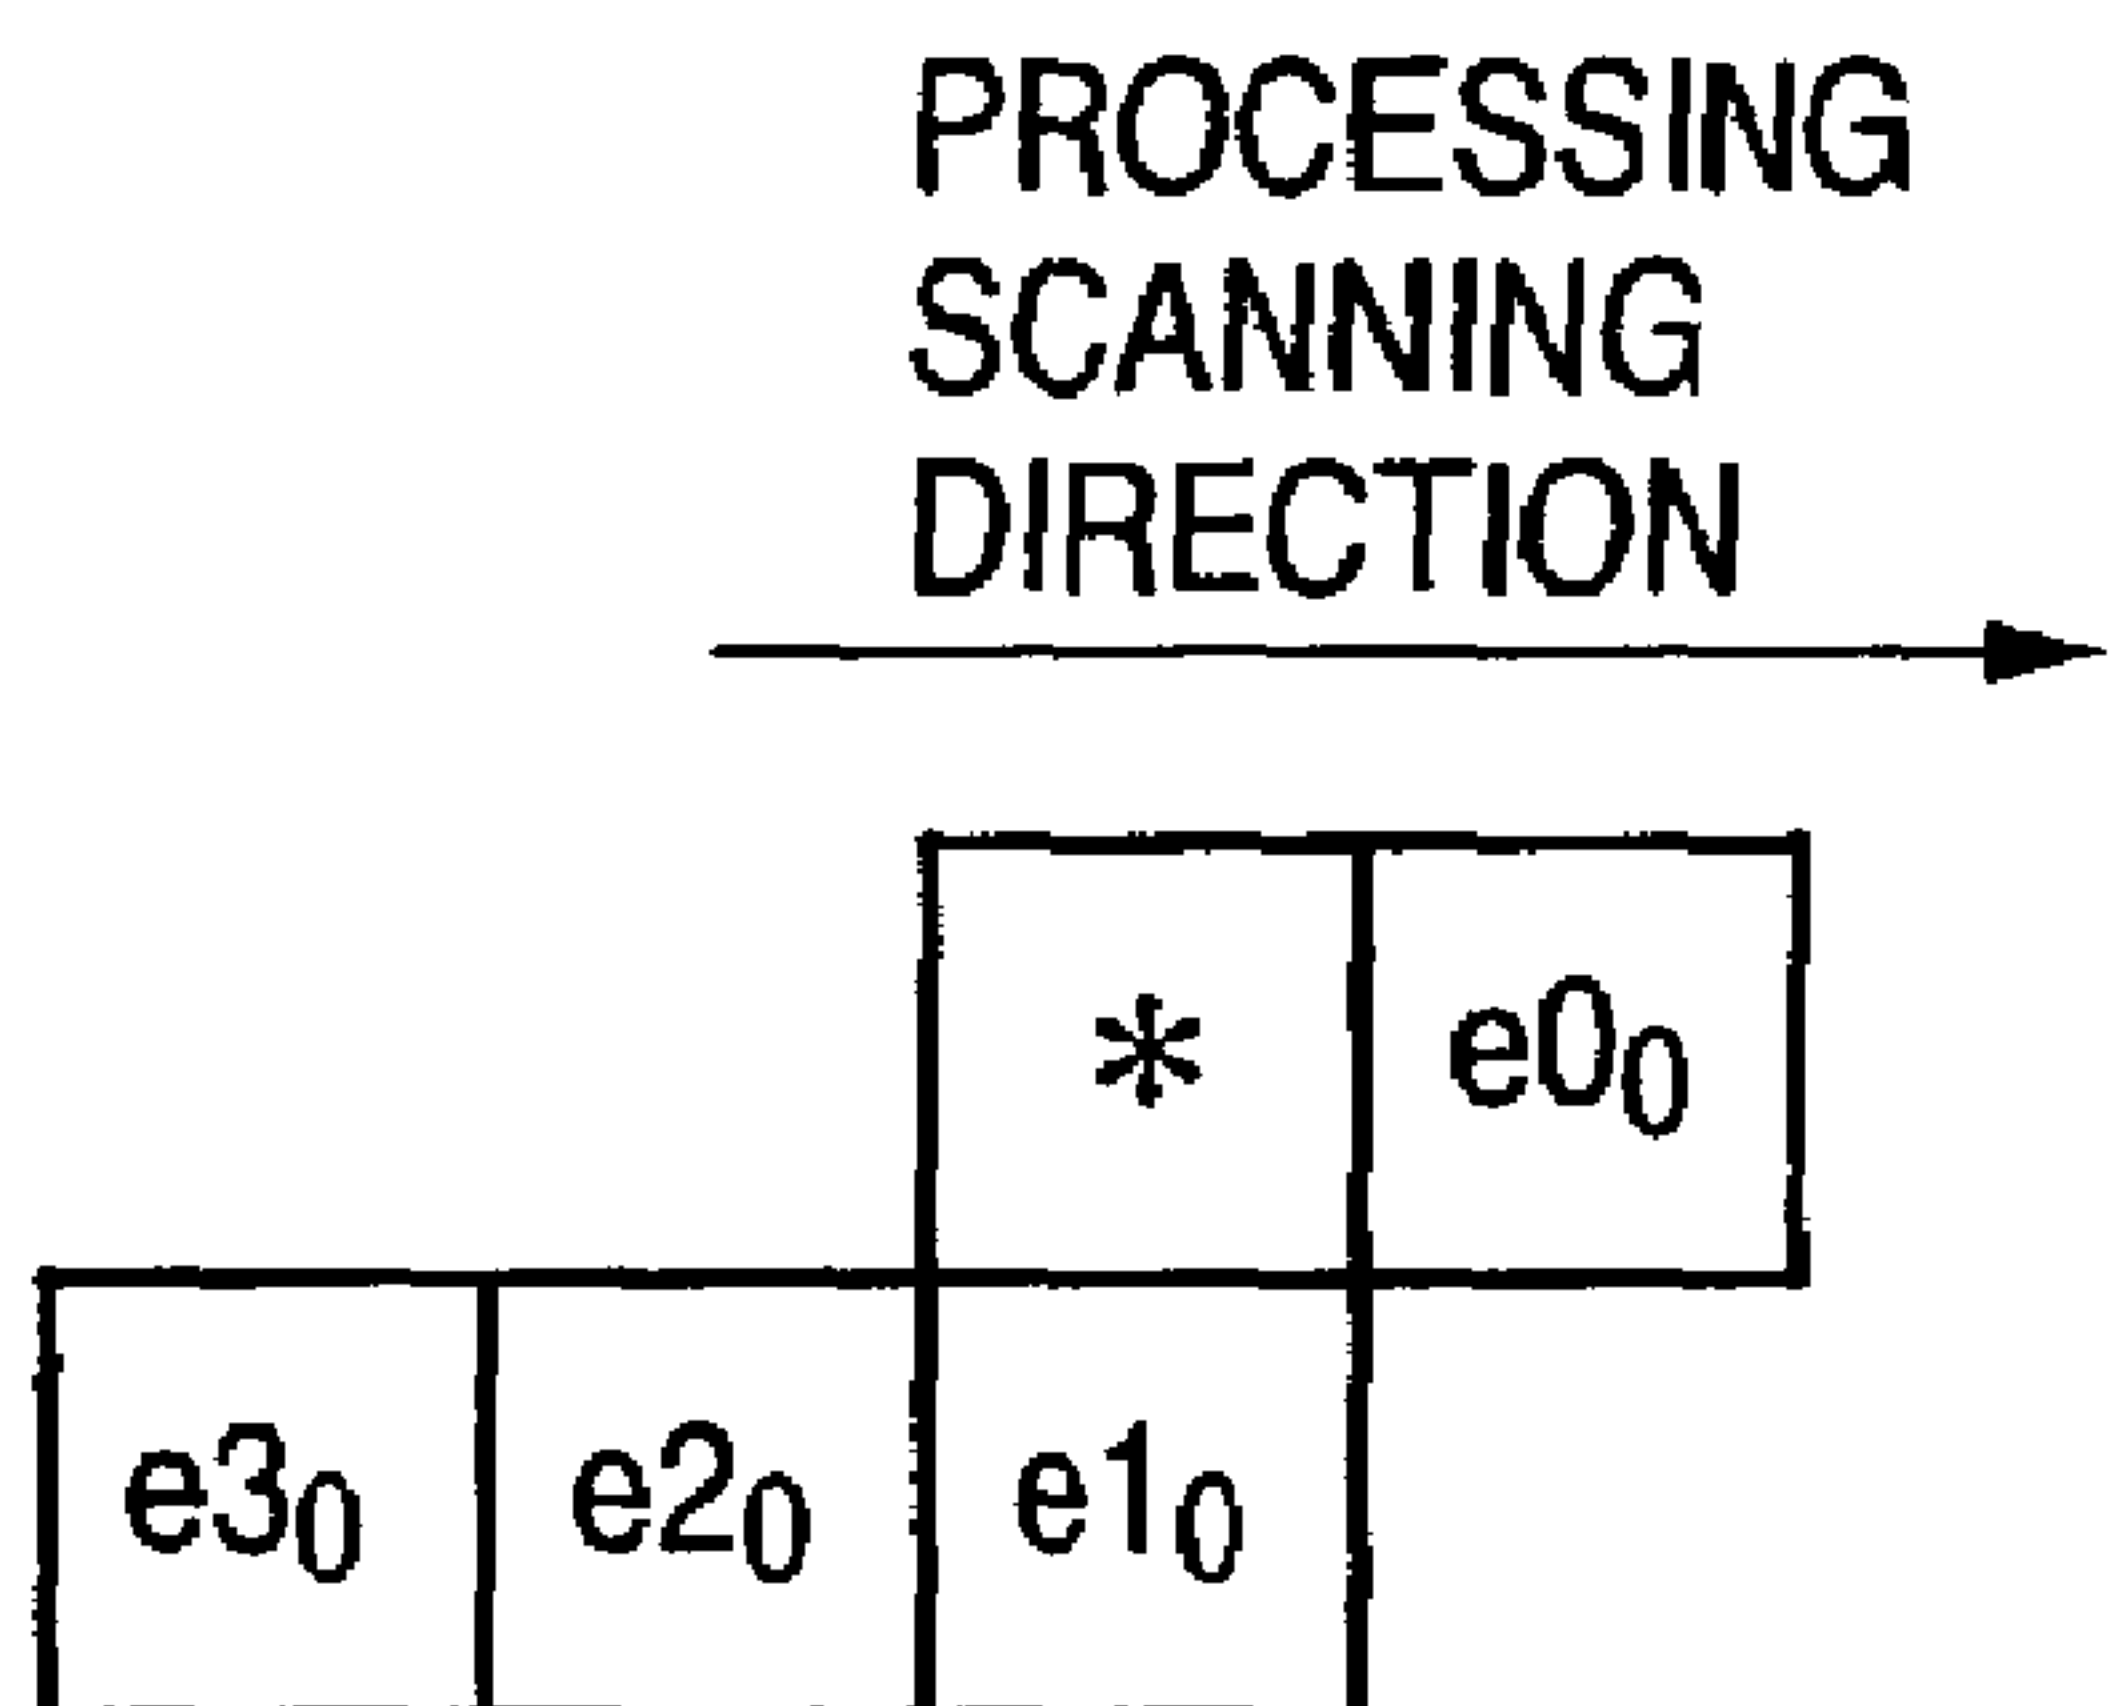 PROCESSING
SCANNING
DIRECTION
* e0₀
e3₀ e2₀ e1₀